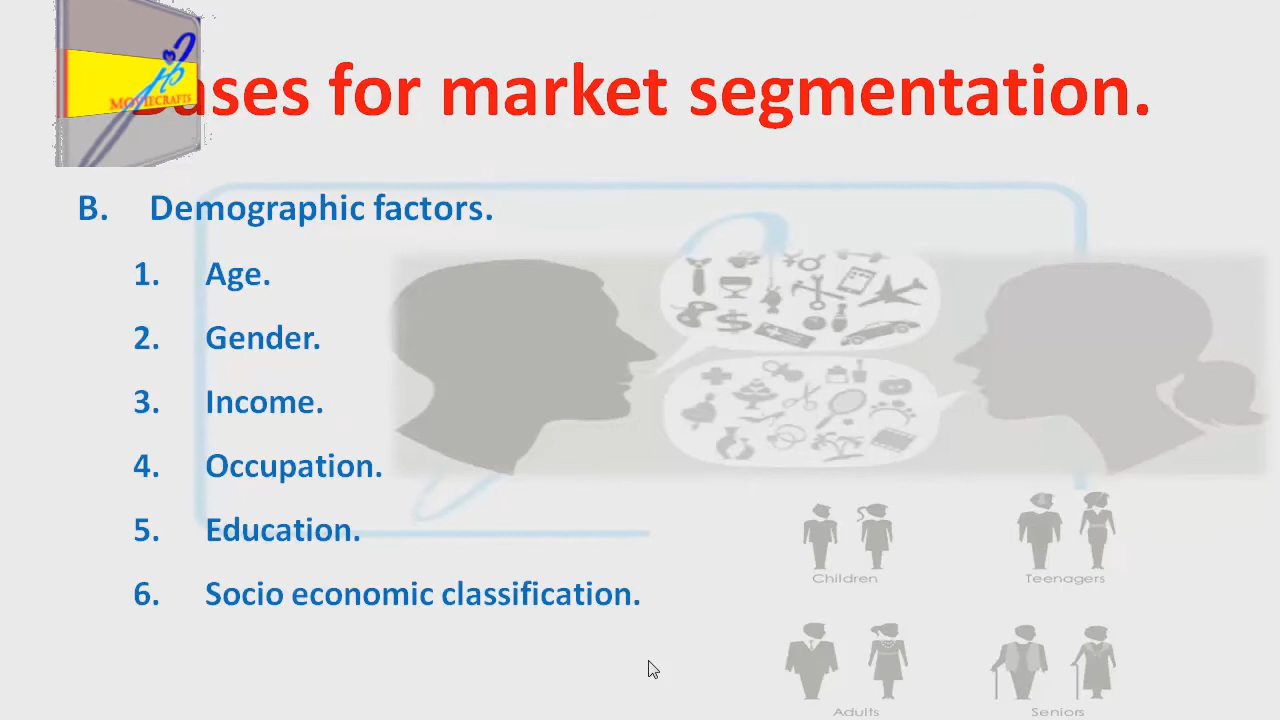 MOVIECRAFTS
Bases for market segmentation.
B. Demographic factors.
1. Age.
2. Gender.
3. Income.
4. Occupation.
5. Education.
6. Socio economic classification.
Children
Teenagers
Adults
Seniors